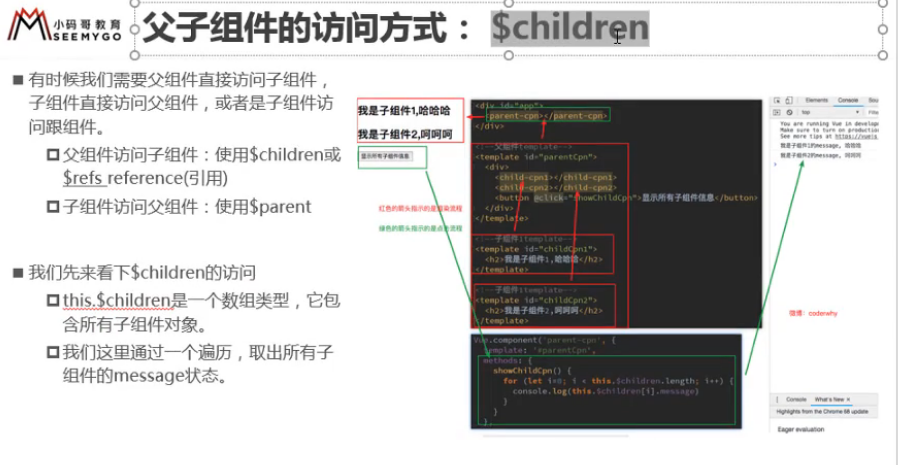 小码哥教育
SEEMYGO
父子组件的访问方式： $children
■ 有时候我们需要父组件直接访问子组件，
子组件直接访问父组件，或者是子组件访
问跟组件。
父组件访问子组件：使用$children或
$refs reference(引用)
子组件访问父组件：使用$parent
■ 我们先来看下$children的访问
this.$children是一个数组类型，它包
含所有子组件对象。
我们这里通过一个遍历，取出所有子
组件的message状态。
我是子组件1,哈哈哈
我是子组件2,呵呵呵
显示所有子组件信息
红色的箭头指示的是渲染流程
绿色的箭头指示的是点击流程
<div id="app">
<parent-cpn></parent-cpn>
</div>
<!--父组件template-->
<template id="parentCpn">
<div>
<child-cpn1></child-cpn1>
<child-cpn2></child-cpn2>
<button @click="showChildCpn">显示所有子组件信息</button>
</div>
</template>
<!--子组件1template-->
<template id="childCpn1">
<h2>我是子组件1,哈哈哈</h2>
</template>
<!--子组件1template-->
<template id="childCpn2">
<h2>我是子组件2,呵呵呵</h2>
</template>
Vue.component('parent-cpn', {
template: '#parentCpn',
methods: {
showChildCpn() {
for (let i=0; i < this.$children.length; i++) {
console.log(this.$children[i].message)
}
}
},
Elements Console Sou
top Filte
You are running Vue in develop
Make sure to turn on production
See more tips at https://vuejs
我是子组件1的message, 哈哈哈
我是子组件2的message, 呵呵呵
微博：coderwhy
Console What's New ×
Highlights from the Chrome 68 update
Eager evaluation